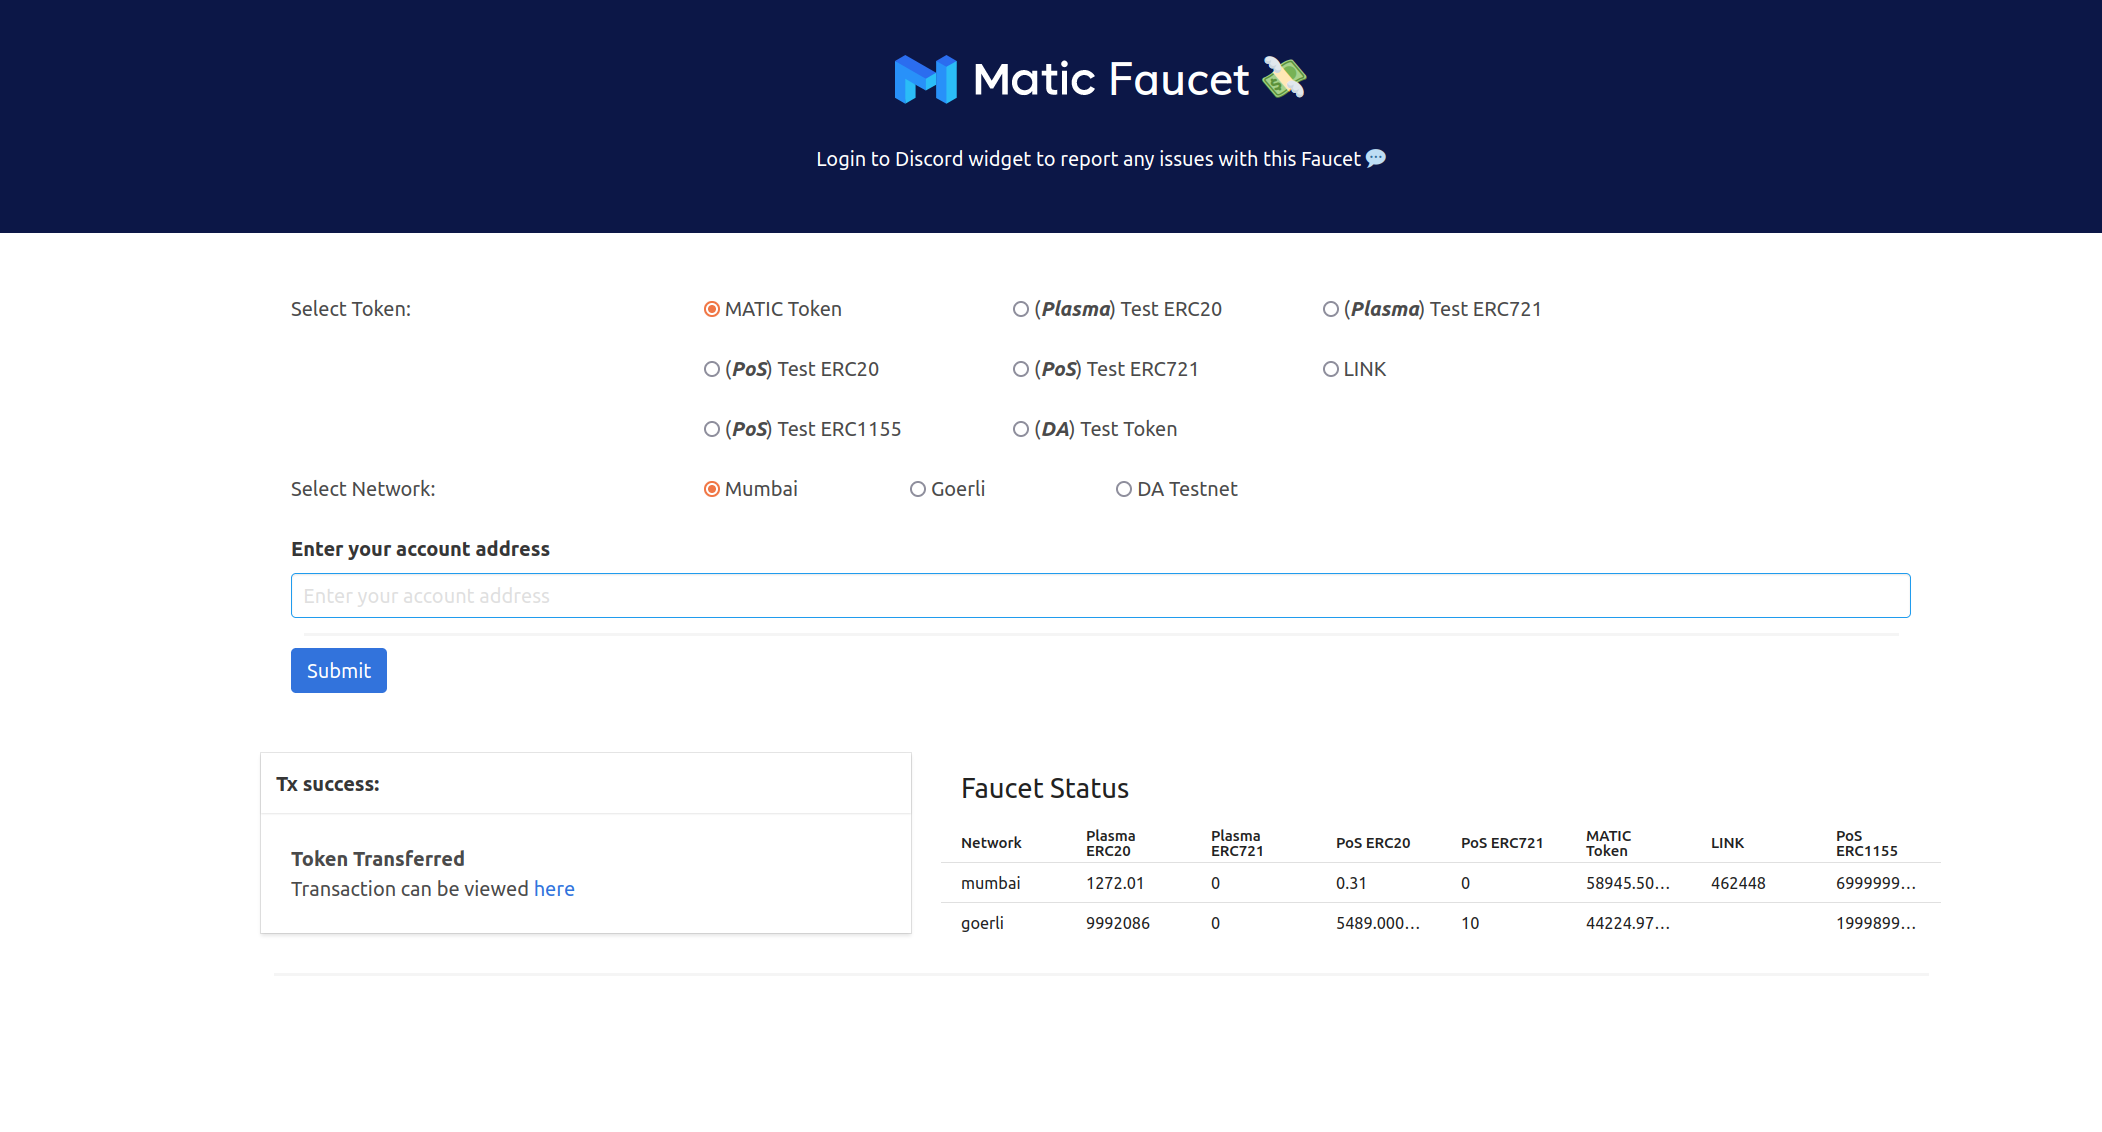 Matic Faucet 💸
Login to Discord widget to report any issues with this Faucet 💬
Select Token:
MATIC Token
(Plasma) Test ERC20
(Plasma) Test ERC721
(PoS) Test ERC20
(PoS) Test ERC721
LINK
(PoS) Test ERC1155
(DA) Test Token
Select Network:
Mumbai
Goerli
DA Testnet
Enter your account address
Enter your account address
Submit
Tx success:
Token Transferred
Transaction can be viewed here
Faucet Status
Network Plasma ERC20 Plasma ERC721 PoS ERC20 PoS ERC721 MATIC Token LINK PoS ERC1155
mumbai 1272.01 0 0.31 0 58945.50... 462448 6999999...
goerli 9992086 0 5489.000... 10 44224.97... 1999899...